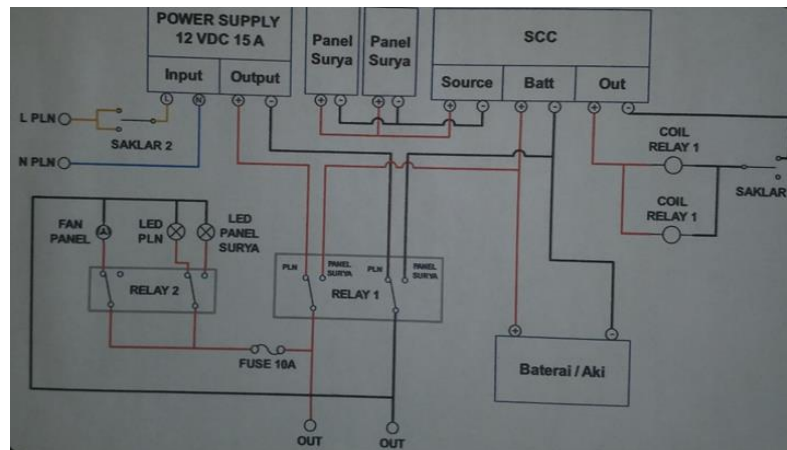 POWER SUPPLY
12 VDC 15 A
Input
Output
L
N
+
-
Panel
Surya
Panel
Surya
+
-
+
-
SCC
Source
Batt
Out
+
-
+
-
+
-
L PLN
SAKLAR 2
N PLN
COIL
RELAY 1
SAKLAR
COIL
RELAY 1
FAN
PANEL
LED
PLN
LED
PANEL
SURYA
RELAY 2
PLN
PANEL
SURYA
PLN
PANEL
SURYA
RELAY 1
FUSE 10A
+
-
Baterai / Aki
OUT
OUT